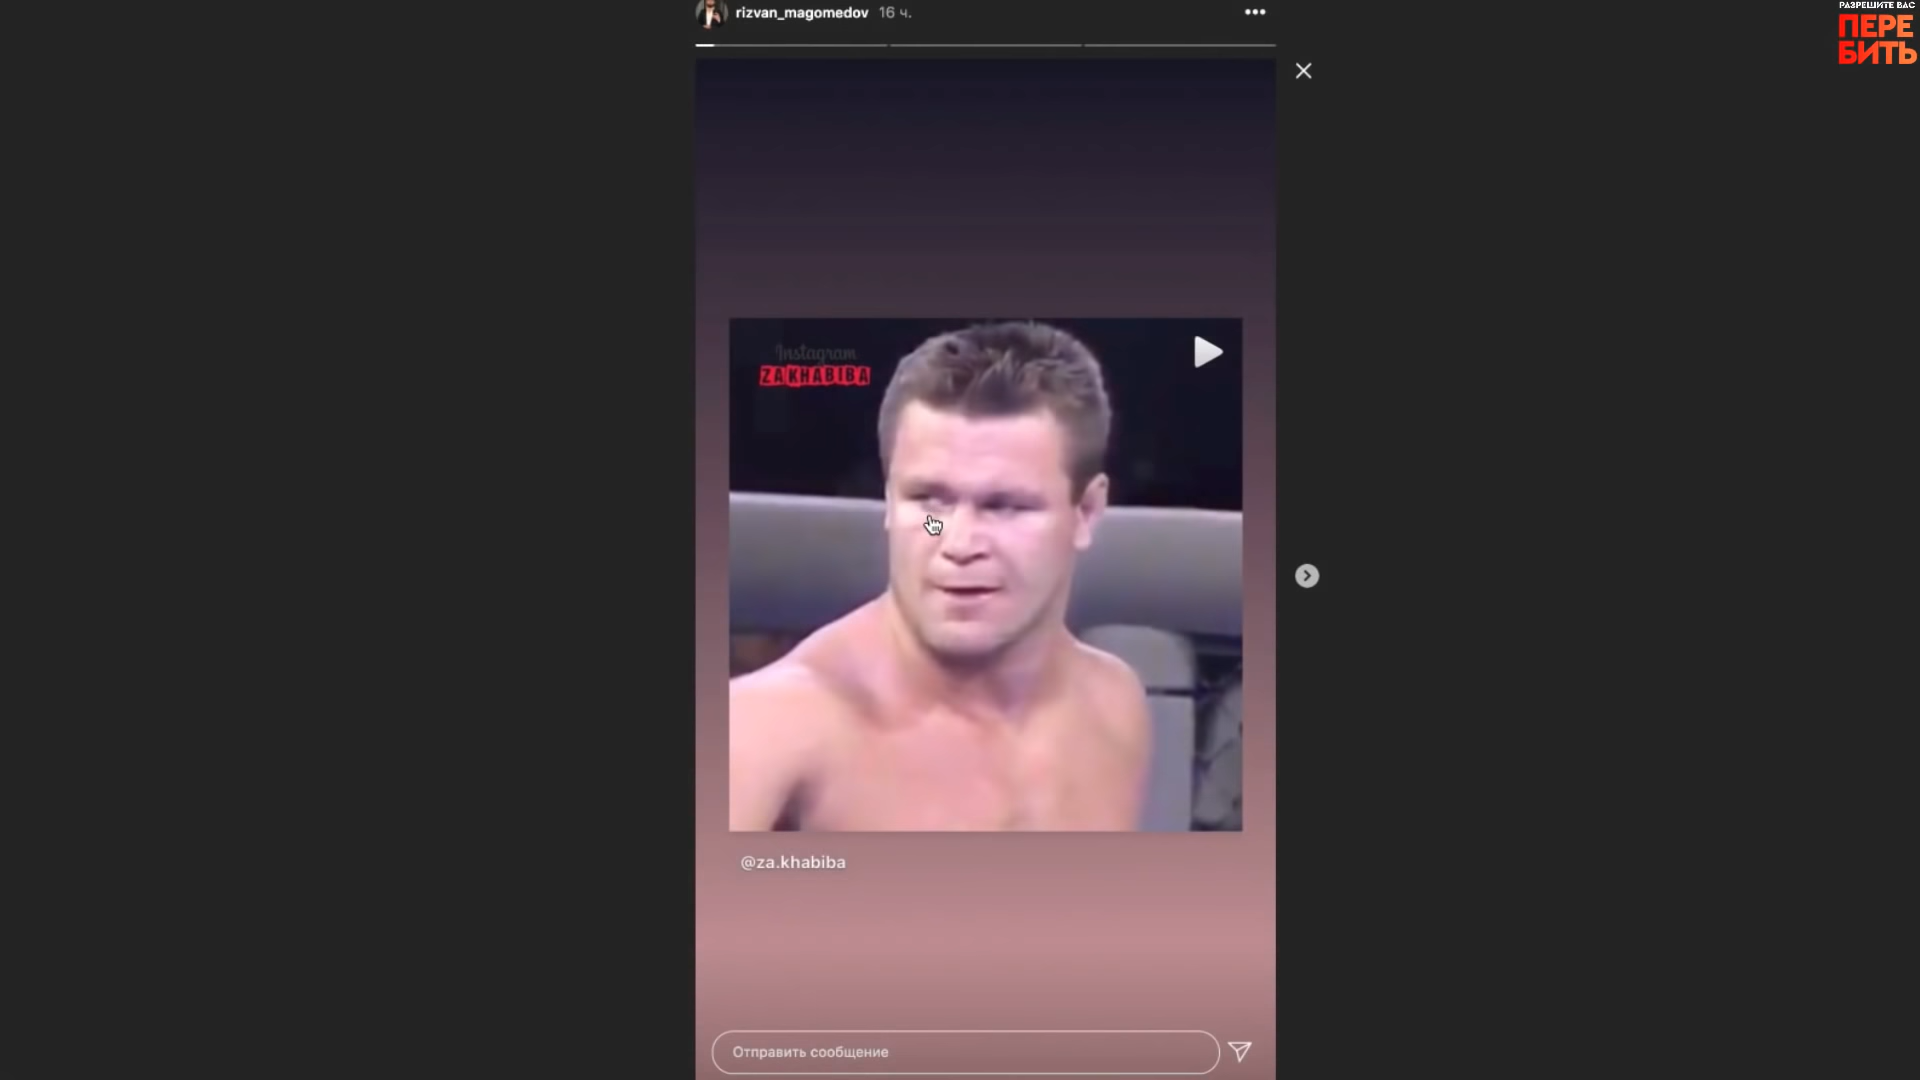 rizvan_magomedov 16 ч.
РАЗРЕШИТЕ ВАС
ПЕРЕ
БИТЬ
Instagram
ZAKHABIBA
@za.khabiba
Отправить сообщение